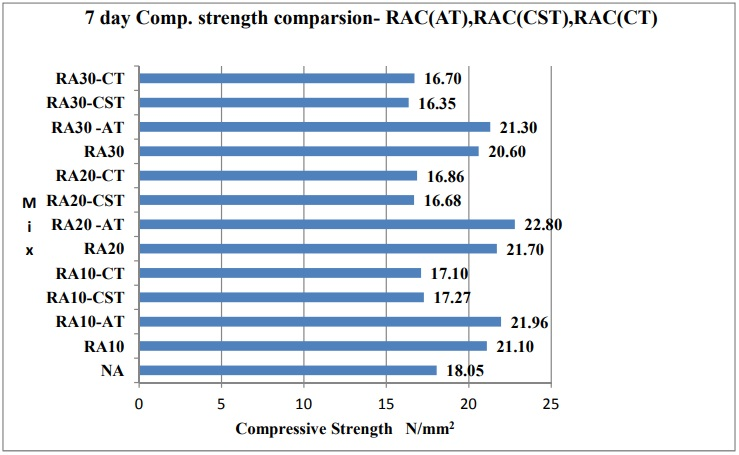 7 day Comp. strength comparsion- RAC(AT),RAC(CST),RAC(CT)
RA30-CT 16.70
RA30-CST 16.35
RA30 -AT 21.30
RA30 20.60
RA20-CT 16.86
M RA20-CST 16.68
i RA20 -AT 22.80
x RA20 21.70
RA10-CT 17.10
RA10-CST 17.27
RA10-AT 21.96
RA10 21.10
NA 18.05
0 5 10 15 20 25
Compressive Strength N/mm²